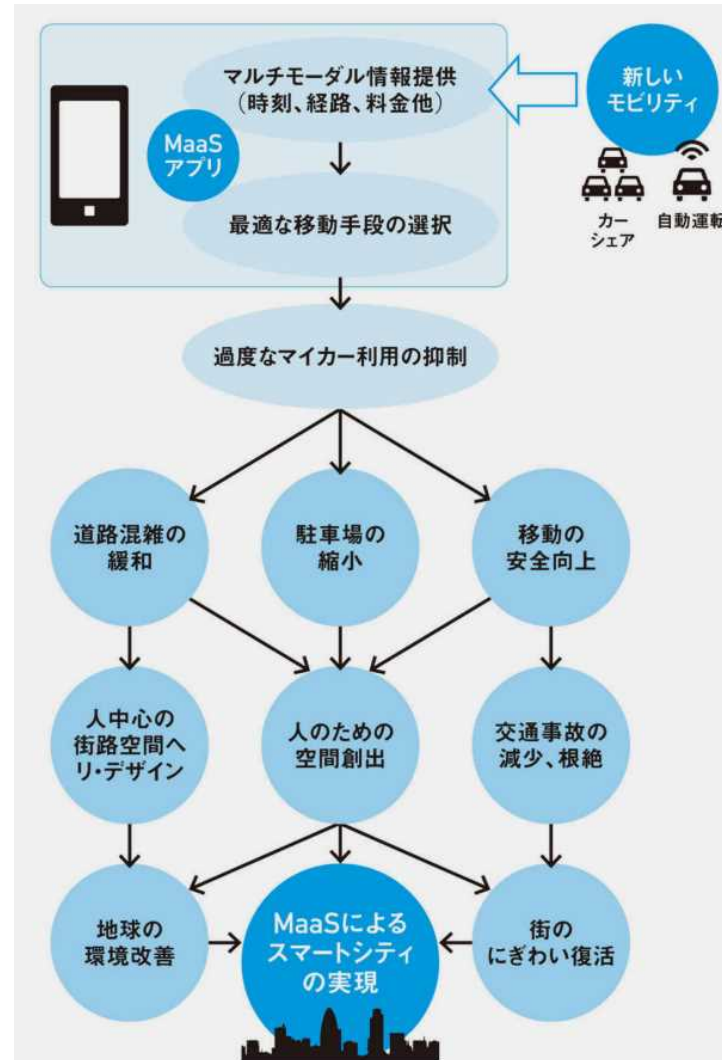 マルチモーダル情報提供
（時刻、経路、料金他）
新しい
モビリティ
MaaS
アプリ
カー
シェア
自動運転
最適な移動手段の選択
過度なマイカー利用の抑制
道路混雑の
緩和
駐車場の
縮小
移動の
安全向上
人中心の
街路空間へ
リ・デザイン
人のための
空間創出
交通事故の
減少、根絶
地球の
環境改善
MaaSによる
スマートシティ
の実現
街の
にぎわい復活